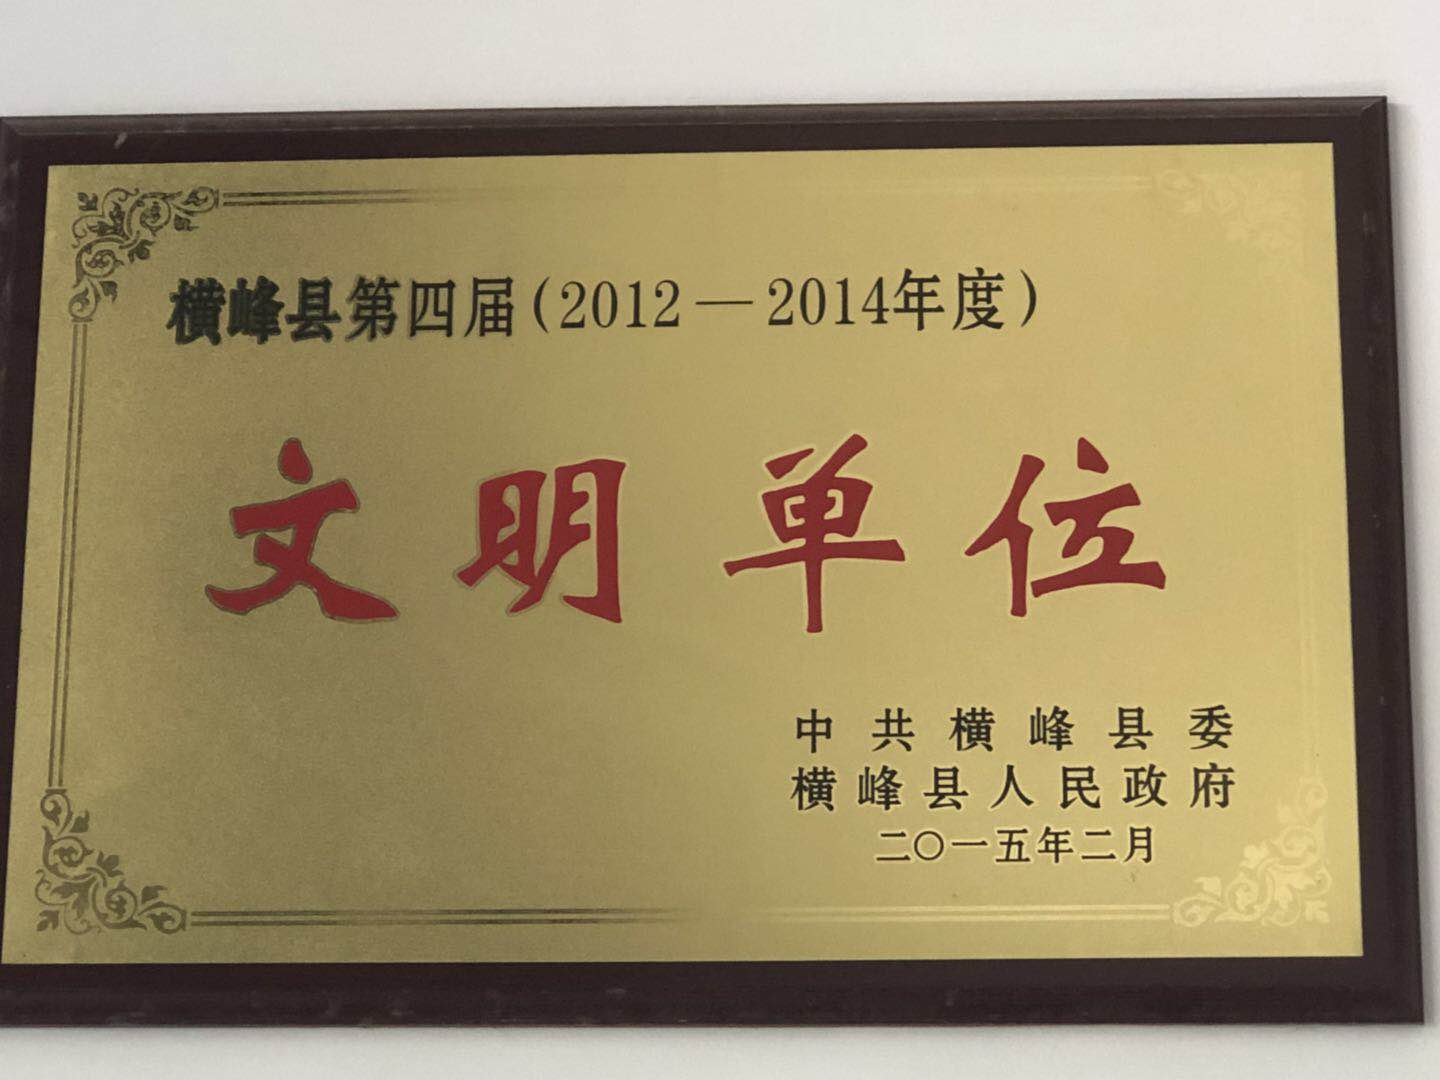 横峰县第四届(2012—2014年度)
文明单位
中共横峰县委
横峰县人民政府
二〇一五年二月